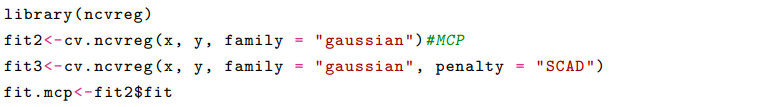 library(ncvreg)
fit2<-cv.ncvreg(x, y, family = "gaussian")#MCP
fit3<-cv.ncvreg(x, y, family = "gaussian", penalty = "SCAD")
fit.mcp<-fit2$fit